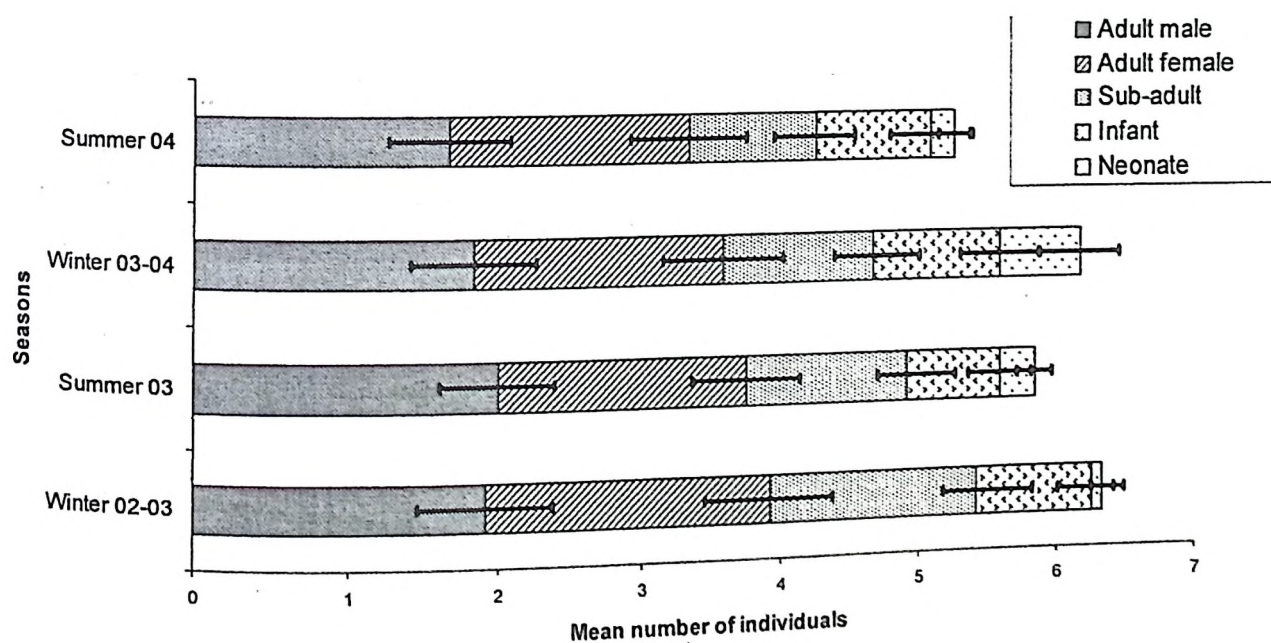 Adult male
Adult female
Sub-adult
Infant
Neonate
Summer 04
Winter 03-04
Summer 03
Winter 02-03
Seasons
0 1 2 3 4 5 6 7
Mean number of individuals